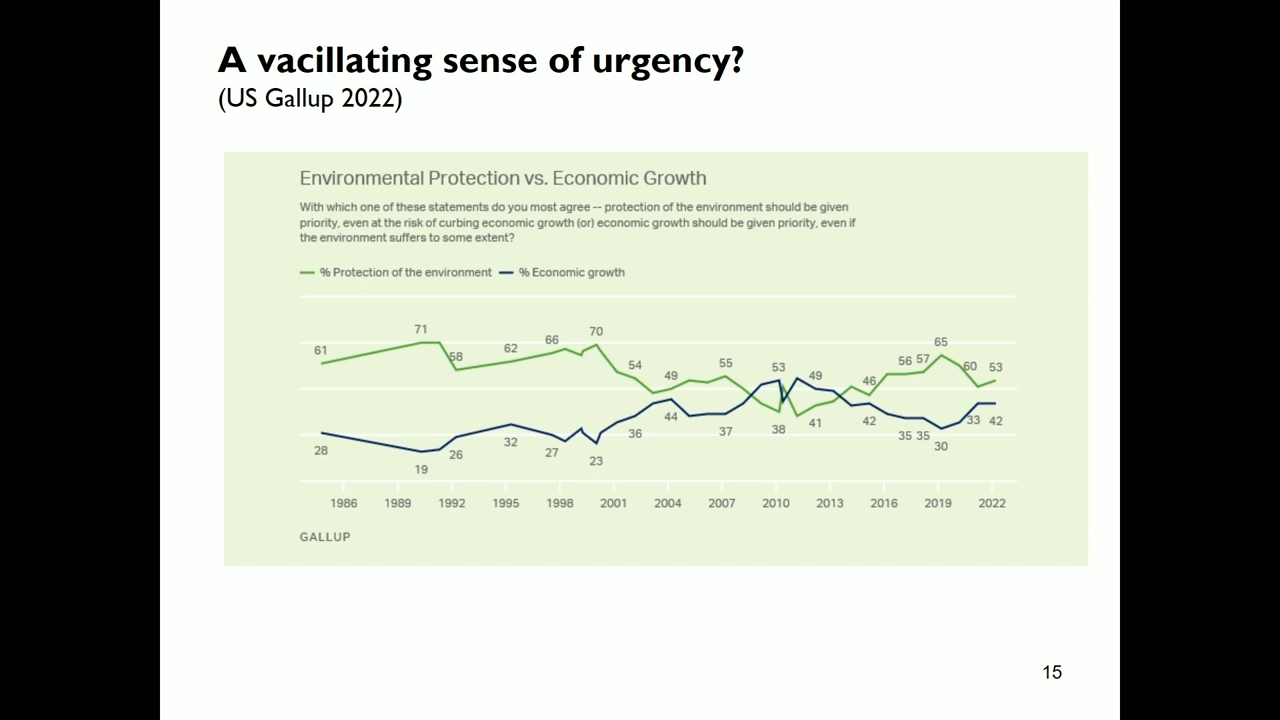 A vacillating sense of urgency?
(US Gallup 2022)
Environmental Protection vs. Economic Growth
With which one of these statements do you most agree -- protection of the environment should be given
priority, even at the risk of curbing economic growth (or) economic growth should be given priority, even if
the environment suffers to some extent?
% Protection of the environment % Economic growth
61 71 58 62 66 70 54 49 55 53 49 46 56 57 65 60 53
28 19 26 32 27 23 36 44 37 38 41 42 35 35 30 33 42
1986 1989 1992 1995 1998 2001 2004 2007 2010 2013 2016 2019 2022
GALLUP
15